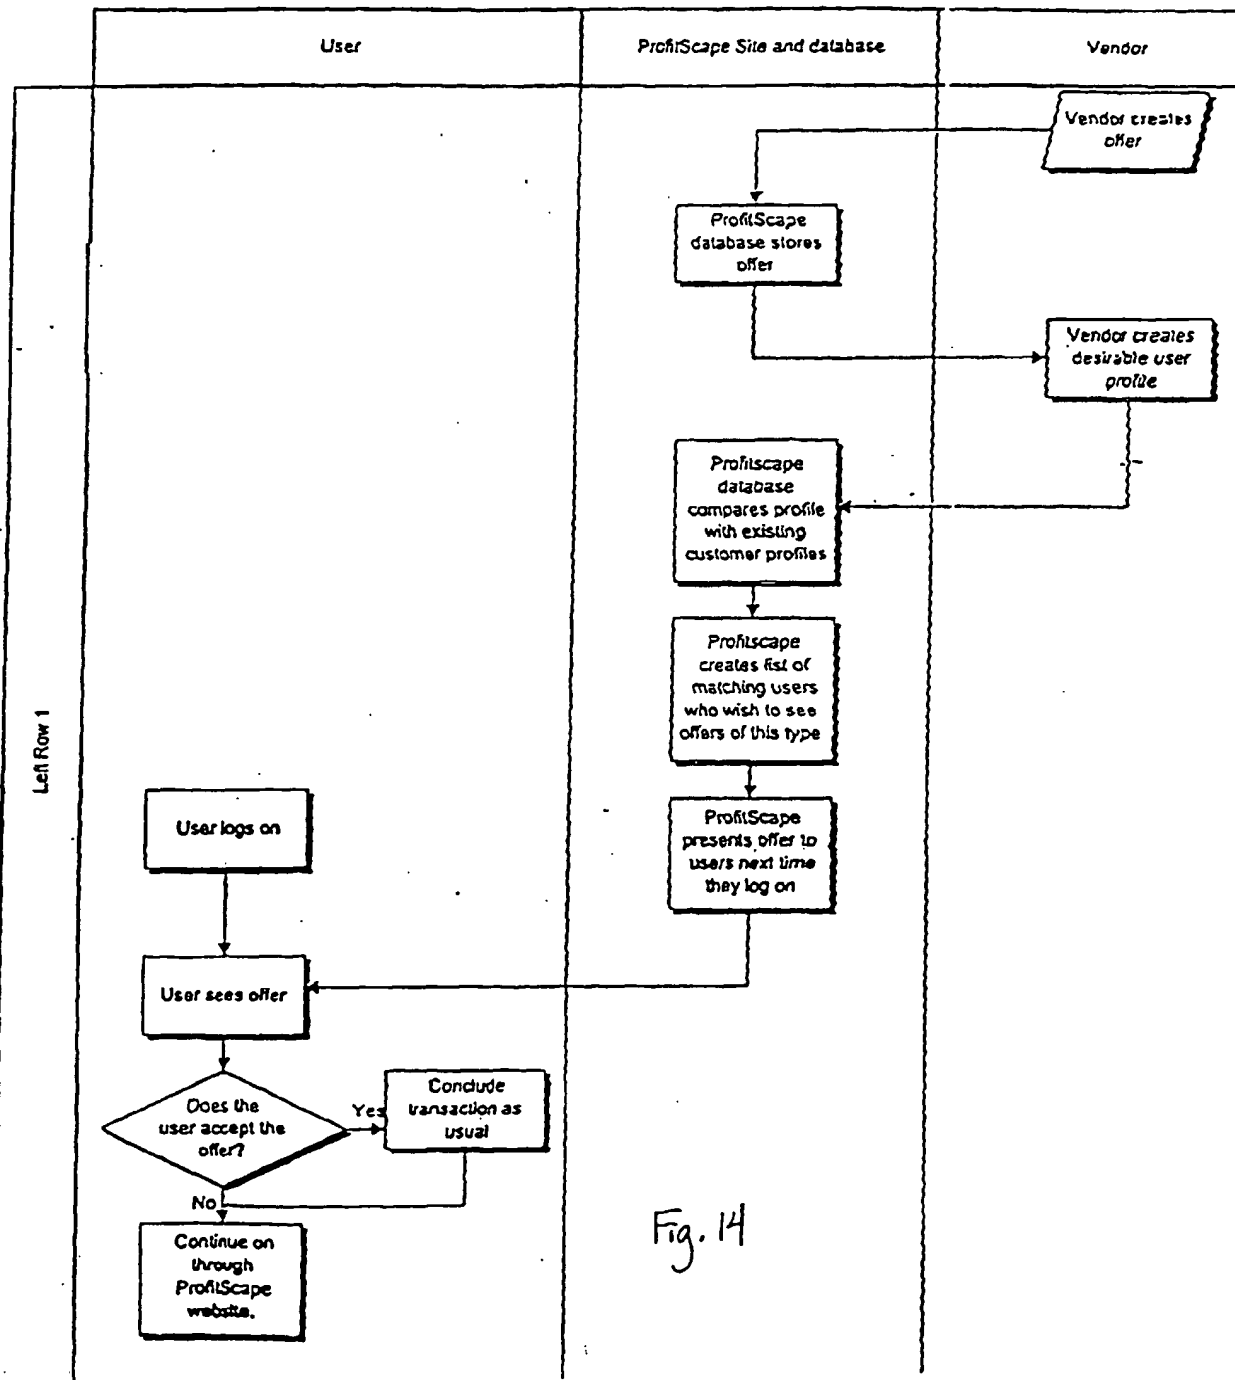 User
ProfitScape Site and database
Vendor
Vendor creates
offer
ProfitScape
database stores
offer
Vendor creates
desirable user
profile
Profitscape
database
compares profile
with existing
customer profiles
Profitscape
creates list of
matching users
who wish to see
offers of this type
Left Row 1
ProfitScape
presents offer to
users next time
they log on
User logs on
User sees offer
Does the
user accept the
offer?
Yes
Conclude
transaction as
usual
No
Continue on
through
ProfitScape
website.
Fig. 14